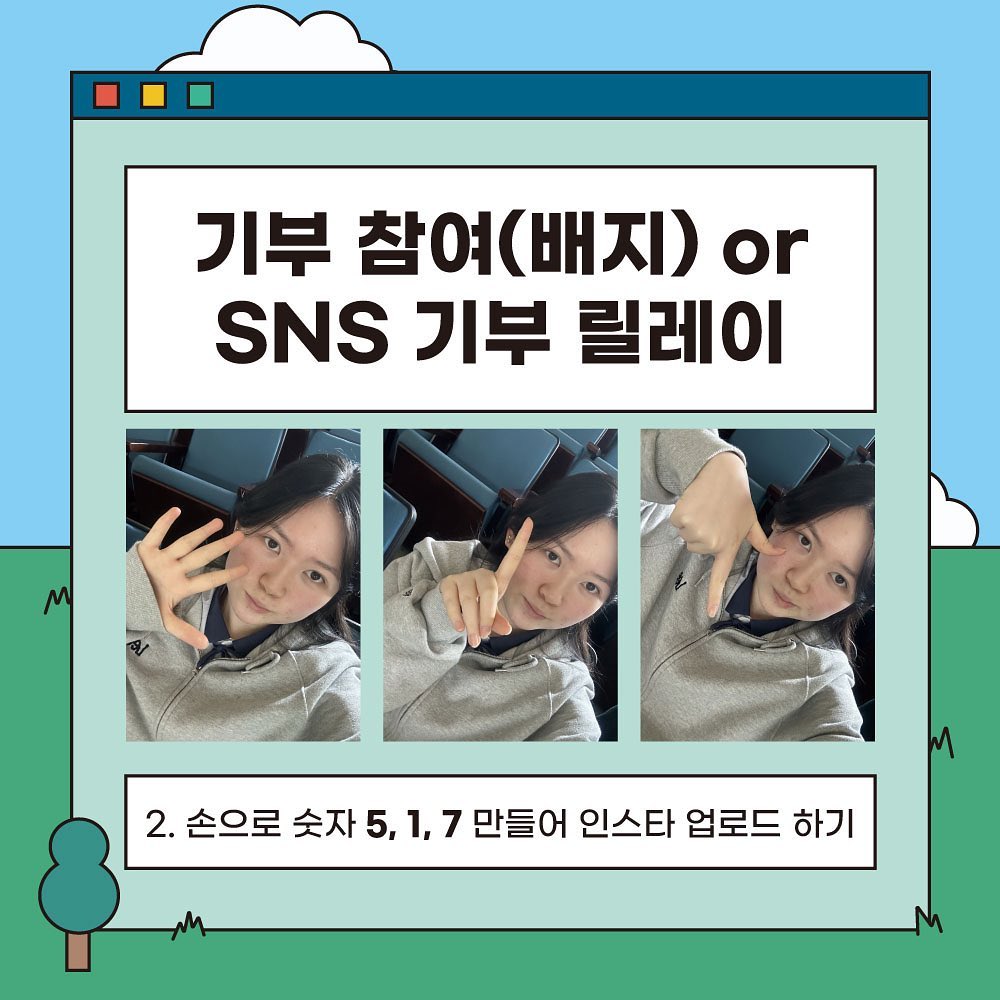 기부 참여(배지) or
SNS 기부 릴레이
2. 손으로 숫자 5, 1, 7 만들어 인스타 업로드 하기